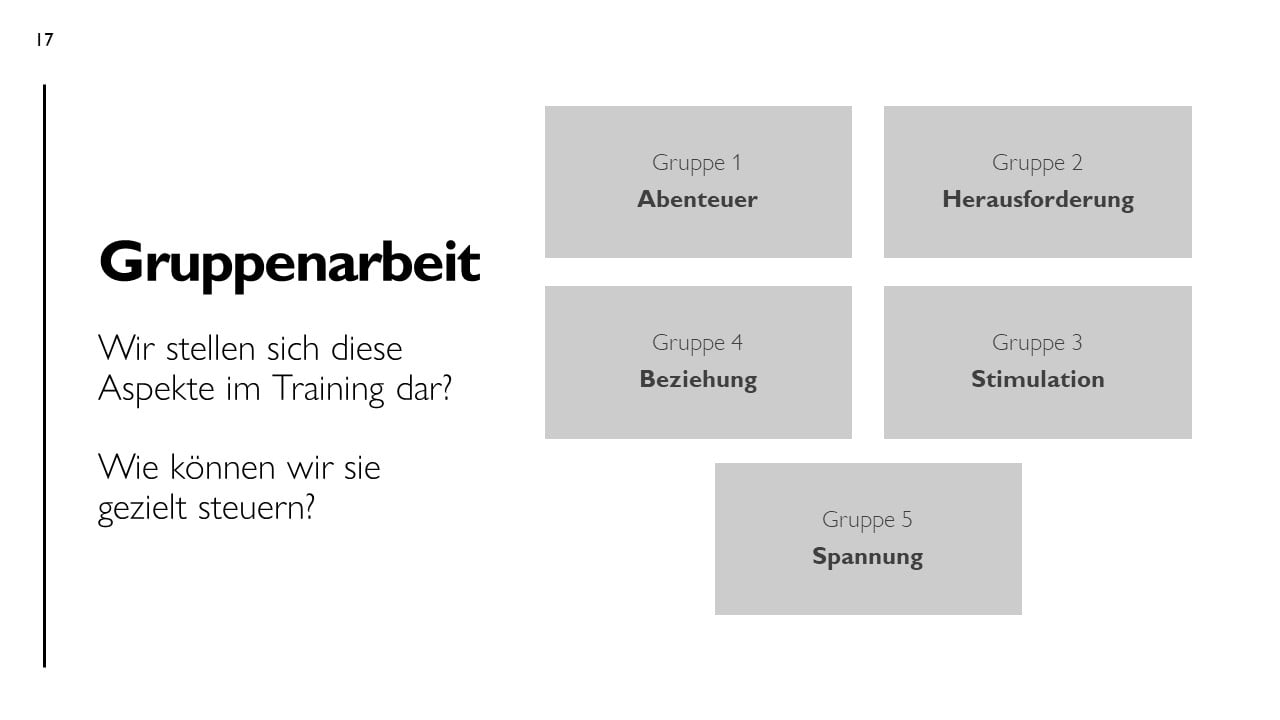 17
Gruppenarbeit
Wir stellen sich diese
Aspekte im Training dar?
Wie können wir sie
gezielt steuern?
Gruppe 1
Abenteuer
Gruppe 2
Herausforderung
Gruppe 4
Beziehung
Gruppe 3
Stimulation
Gruppe 5
Spannung